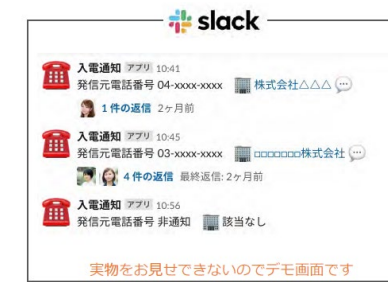 slack
入電通知 アプリ 10:41
発信元電話番号 04-xxxx-xxxx 株式会社△△△
1 件の返信 2ヶ月前
入電通知 アプリ 10:45
発信元電話番号 03-xxxx-xxxx □□□□□□□株式会社
4 件の返信 最終返信: 2ヶ月前
入電通知 アプリ 10:56
発信元電話番号 非通知 該当なし
実物をお見せできないのでデモ画面です